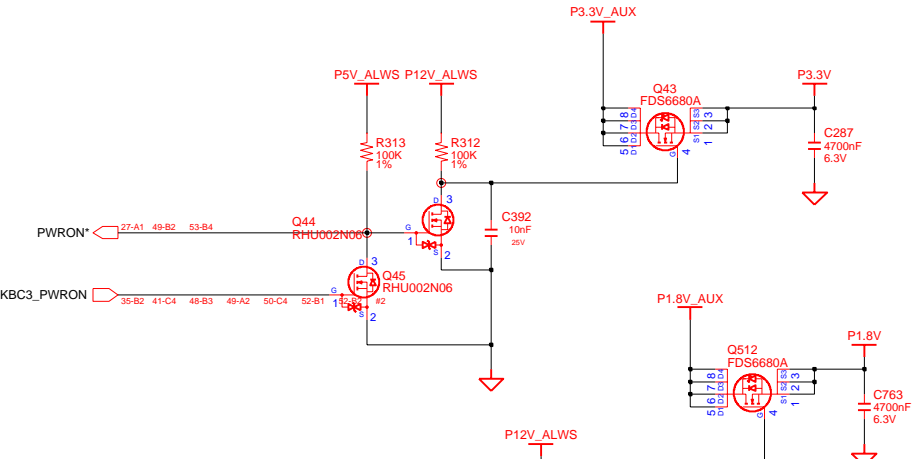 P3.3V_AUX
P5V_ALWS P12V_ALWS
Q43
FDS6680A
P3.3V
8 D4 S3 3
7 D3 S2 2
6 D2 S1 1
5 D1 G 4
C287
4700nF
6.3V
R313
100K
1%
R312
100K
1%
D 3
C392
10nF
25V
Q44
RHU002N06
PWRON* 27-A1 49-B2 53-B4
G
1
S 2
D 3
Q45
RHU002N06
KBC3_PWRON 35-B2 41-C4 48-B3 49-A2 50-C4 52-B1 52-B2 #2
G
1
S 2
P1.8V_AUX
P1.8V
Q512
FDS6680A
8 D4 S3 3
7 D3 S2 2
6 D2 S1 1
5 D1 G 4
C763
4700nF
6.3V
P12V_ALWS